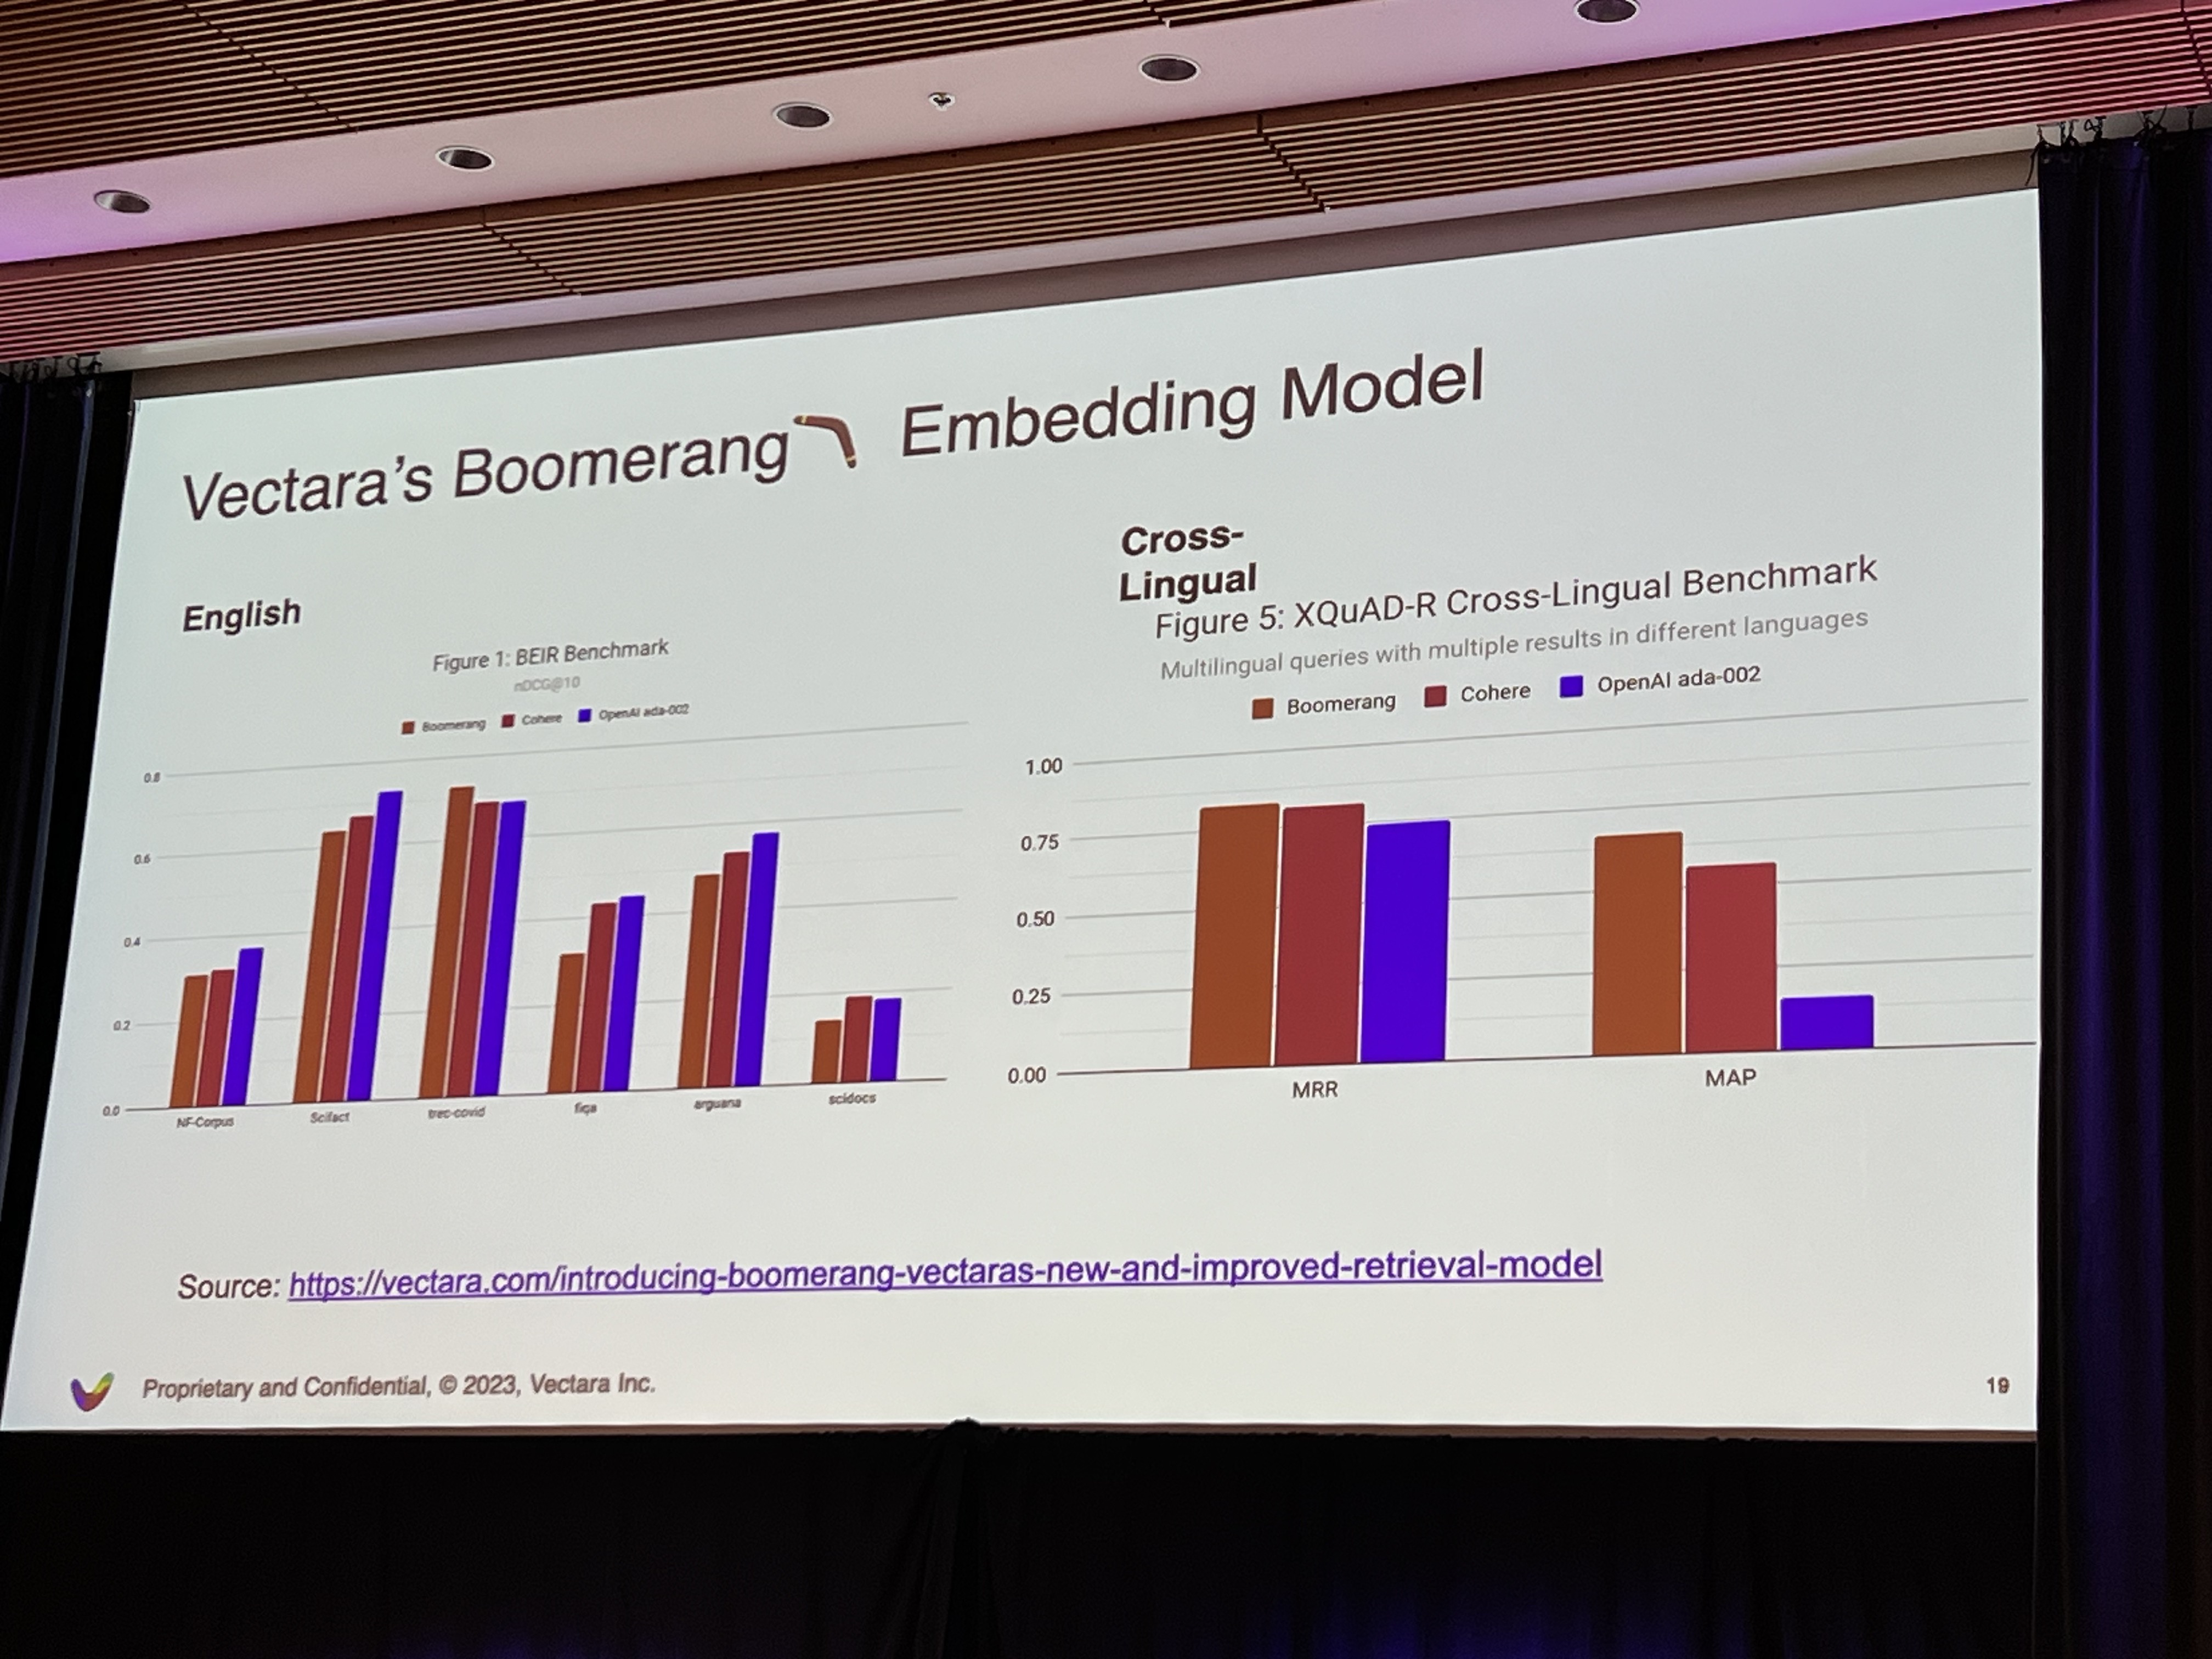 Vectara's Boomerang Embedding Model
English
Figure 1: BEIR Benchmark
nDCG@10
Boomerang Cohere OpenAI ada-002
0.8
0.6
0.4
0.2
0.0
NF-Corpus Scifact trec-covid fiqa arguana scidocs
Cross-
Lingual
Figure 5: XQuAD-R Cross-Lingual Benchmark
Multilingual queries with multiple results in different languages
Boomerang Cohere OpenAI ada-002
1.00
0.75
0.50
0.25
0.00
MRR MAP
Source: https://vectara.com/introducing-boomerang-vectaras-new-and-improved-retrieval-model
Proprietary and Confidential, © 2023, Vectara Inc.
19